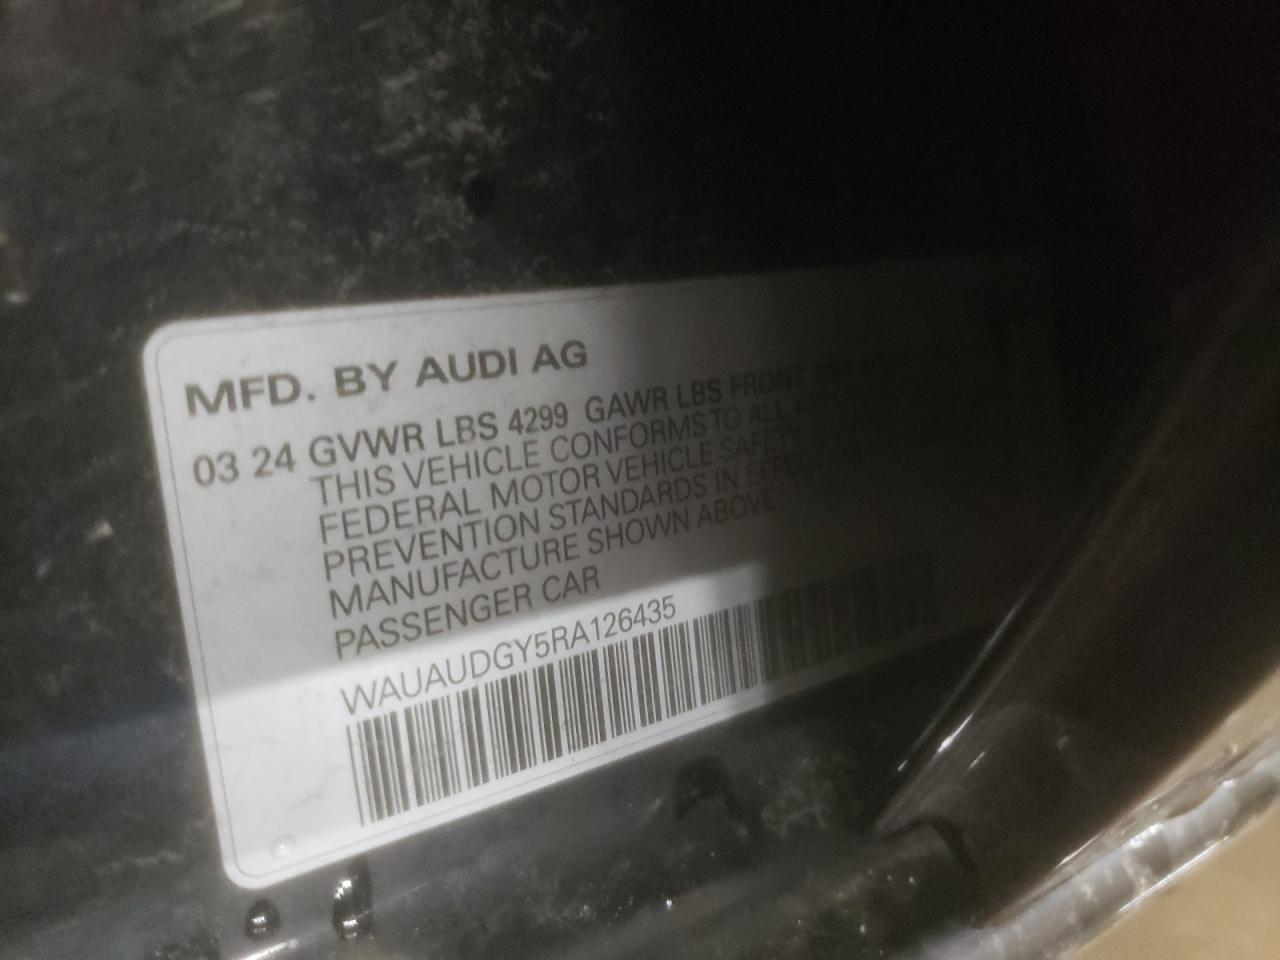 MFD. BY AUDI AG
03 24 GVWR LBS 4299 GAWR LBS FRONT
THIS VEHICLE CONFORMS TO ALL
FEDERAL MOTOR VEHICLE SAFETY
PREVENTION STANDARDS IN EFFECT
MANUFACTURE SHOWN ABOVE
PASSENGER CAR
WAUAUDGY5RA126435